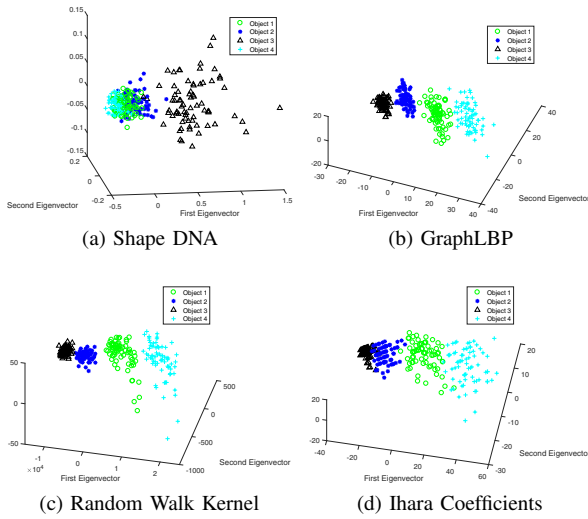 0.15
0.1
0.05
0
-0.05
-0.1
-0.15
0.2
0
-0.2
-0.5
0
0.5
1
1.5
Second Eigenvector
First Eigenvector
Object 1
Object 2
Object 3
Object 4
(a) Shape DNA
20
0
-20
-30
-20
-10
0
10
20
30
40
-40
-20
0
20
40
First Eigenvector
Second Eigenvector
Object 1
Object 2
Object 3
Object 4
(b) GraphLBP
50
0
-50
-1
0
1
2
×10⁴
-1000
-500
0
500
First Eigenvector
Second Eigenvector
Object 1
Object 2
Object 3
Object 4
(c) Random Walk Kernel
20
0
-20
-40
-20
0
20
40
60
-30
-20
-10
0
10
20
First Eigenvector
Second Eigenvector
Object 1
Object 2
Object 3
Object 4
(d) Ihara Coefficients